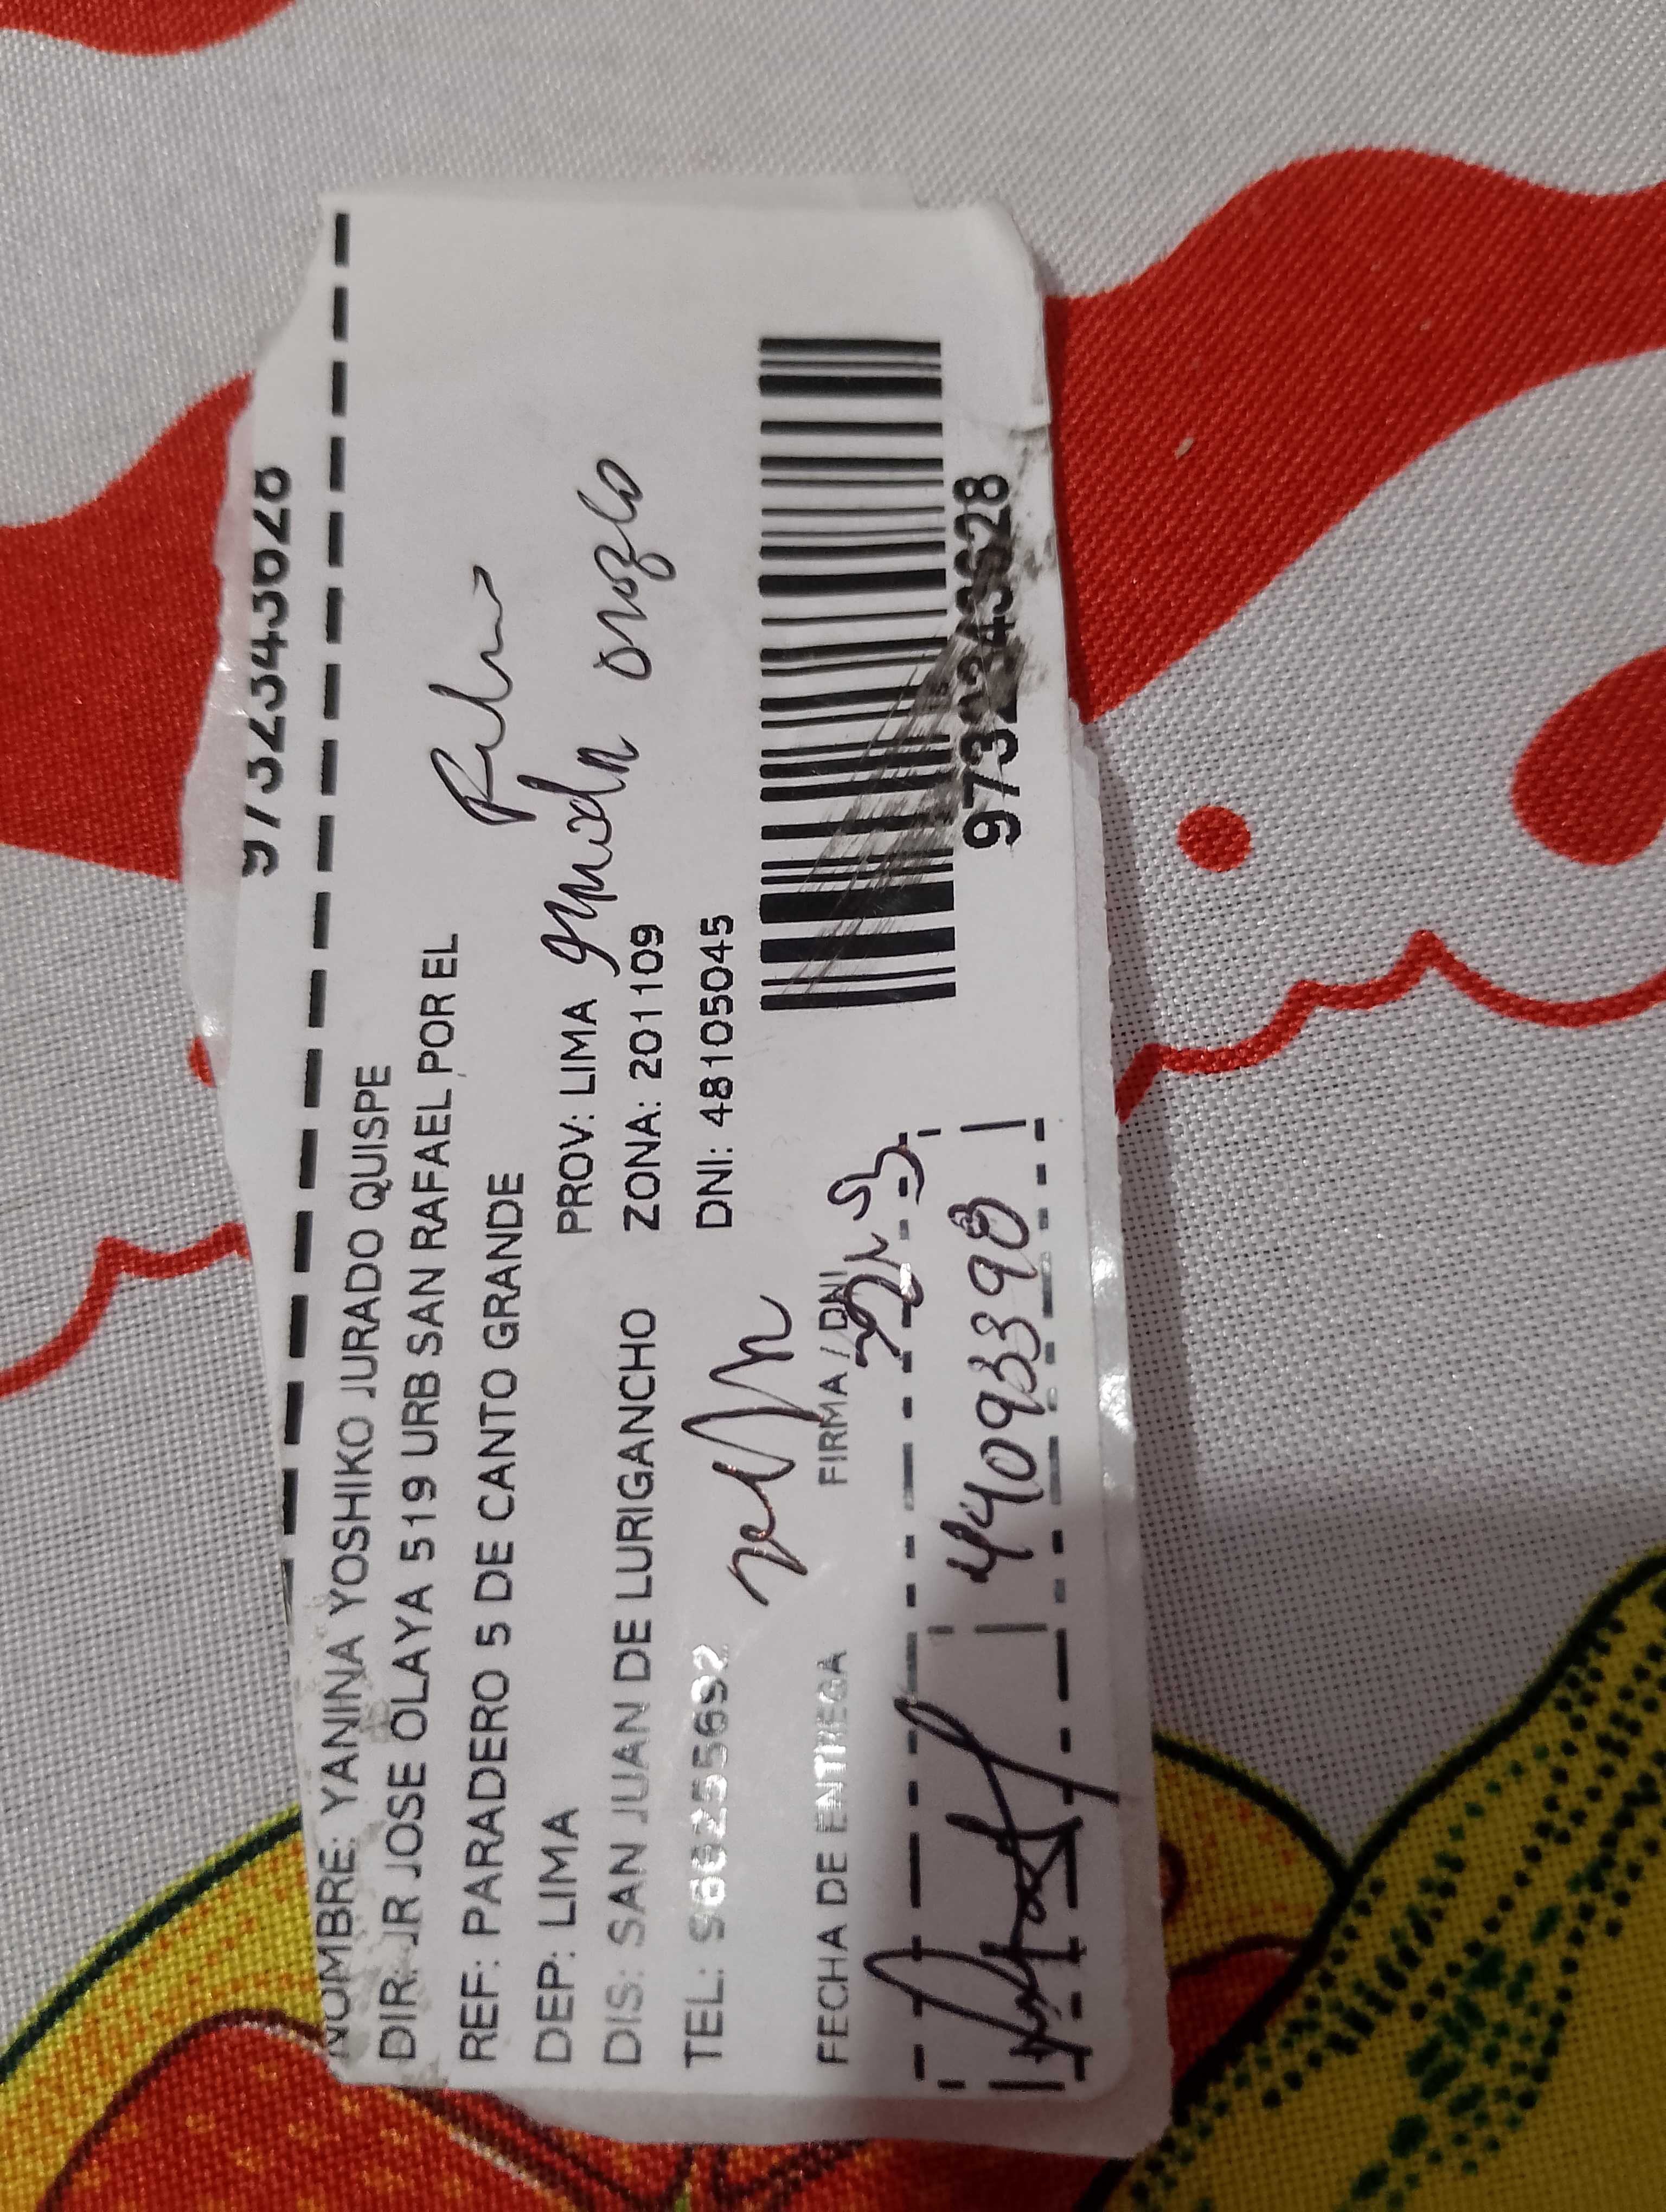 9732343628
NOMBRE: YANINA YOSHIKO JURADO QUISPE
DIR: JR JOSE OLAYA 519 URB SAN RAFAEL POR EL
REF: PARADERO 5 DE CANTO GRANDE
DEP: LIMA PROV: LIMA
DIS: SAN JUAN DE LURIGANCHO ZONA: 201109
TEL: 966255692 DNI: 48105045
FECHA DE ENTREGA FIRMA / DNI
44093398
9732343628